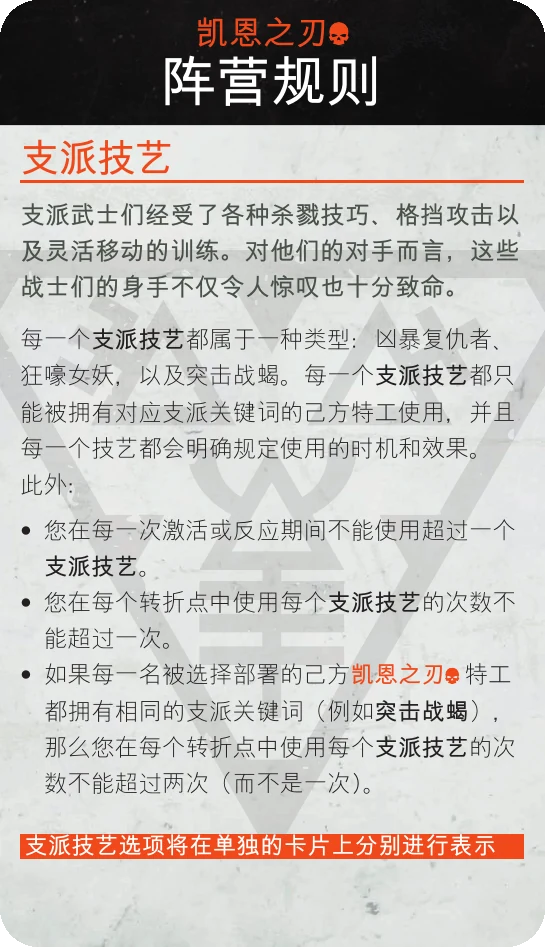 凯恩之刃
阵营规则
支派技艺
支派武士们经受了各种杀戮技巧、格挡攻击以
及灵活移动的训练。对他们的对手而言，这些
战士们的身手不仅令人惊叹也十分致命。
每一个支派技艺都属于一种类型：凶暴复仇者、
狂嚎女妖，以及突击战蝎。每一个支派技艺都只
能被拥有对应支派关键词的己方特工使用，并且
每一个技艺都会明确规定使用的时机和效果。
此外：
• 您在每一次激活或反应期间不能使用超过一个
支派技艺。
• 您在每个转折点中使用每个支派技艺的次数不
能超过一次。
• 如果每一名被选择部署的己方凯恩之刃特工
都拥有相同的支派关键词（例如突击战蝎），
那么您在每个转折点中使用每个支派技艺的次
数不能超过两次（而不是一次）。
支派技艺选项将在单独的卡片上分别进行表示